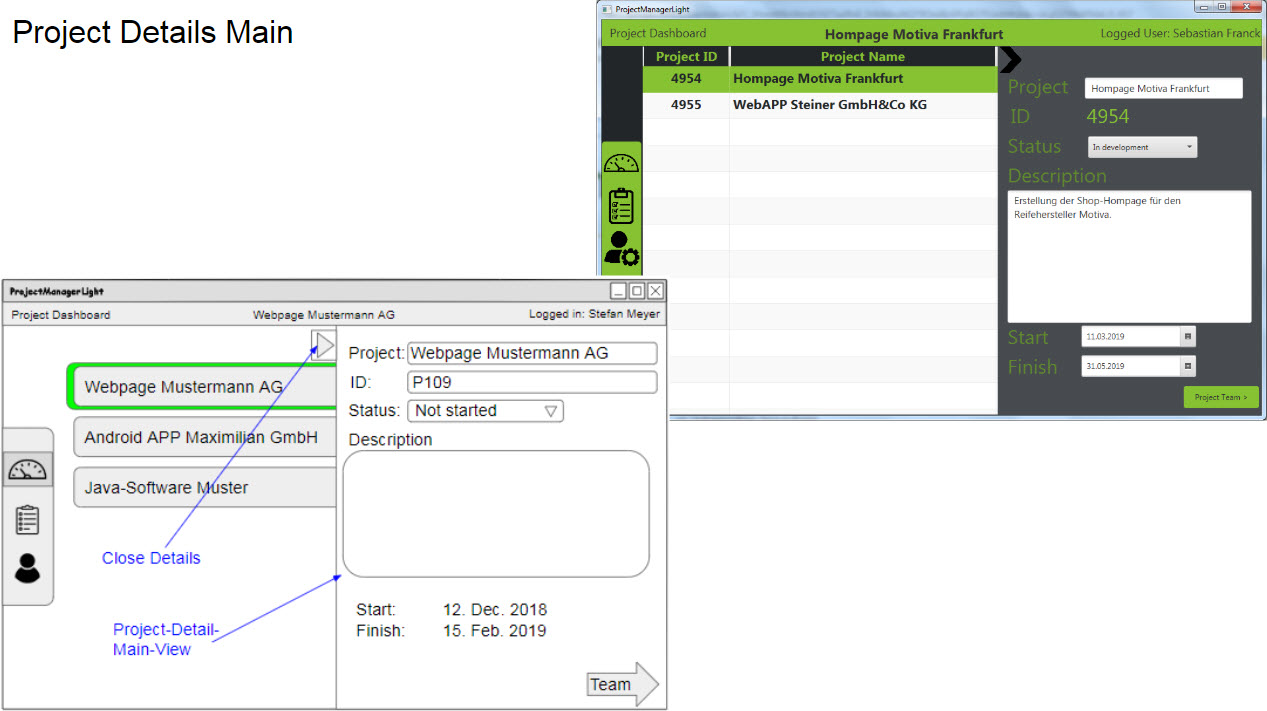 Project Details Main
ProjectManagerLight
Project Dashboard
Hompage Motiva Frankfurt
Logged User: Sebastian Franck
Project ID
Project Name
4954
Hompage Motiva Frankfurt
4955
WebAPP Steiner GmbH&Co KG
Project
Hompage Motiva Frankfurt
ID
4954
Status
In development
Description
Erstellung der Shop-Hompage für den
Reifehersteller Motiva.
Start
11.03.2019
Finish
31.05.2019
Project Team >
ProjectManagerLight
Project Dashboard
Webpage Mustermann AG
Logged in: Stefan Meyer
Webpage Mustermann AG
Android APP Maximilian GmbH
Java-Software Muster
Close Details
Project-Detail-
Main-View
Project:
Webpage Mustermann AG
ID:
P109
Status:
Not started
Description
Start:
12. Dec. 2018
Finish:
15. Feb. 2019
Team